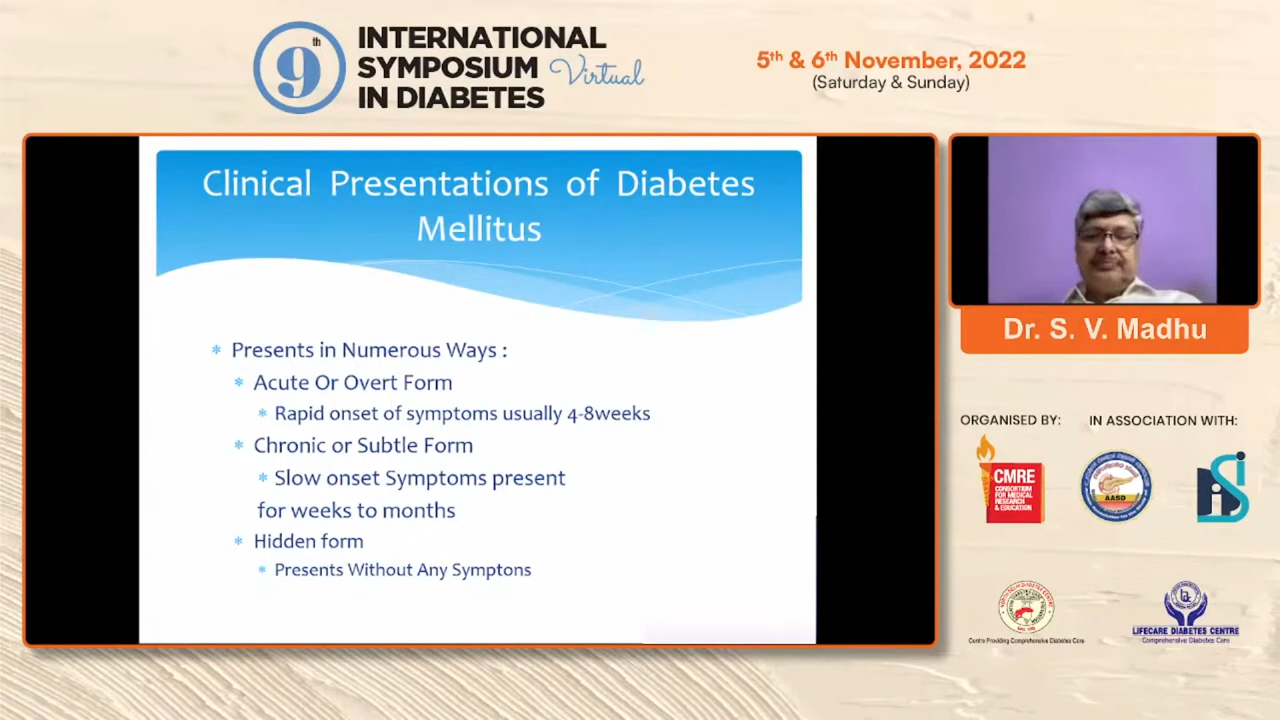 9th
INTERNATIONAL
SYMPOSIUM Virtual
IN DIABETES
5th & 6th November, 2022
(Saturday & Sunday)
Clinical Presentations of Diabetes
Mellitus
* Presents in Numerous Ways :
* Acute Or Overt Form
* Rapid onset of symptoms usually 4-8weeks
* Chronic or Subtle Form
* Slow onset Symptoms present
for weeks to months
* Hidden form
* Presents Without Any Symptons
Dr. S. V. Madhu
ORGANISED BY:
IN ASSOCIATION WITH:
CMRE
CONSORTIUM
FOR MEDICAL
RESEARCH
& EDUCATION
AASD
Centre Providing Comprehensive Diabetes Care
LIFECARE DIABETES CENTRE
Comprehensive Diabetes Care